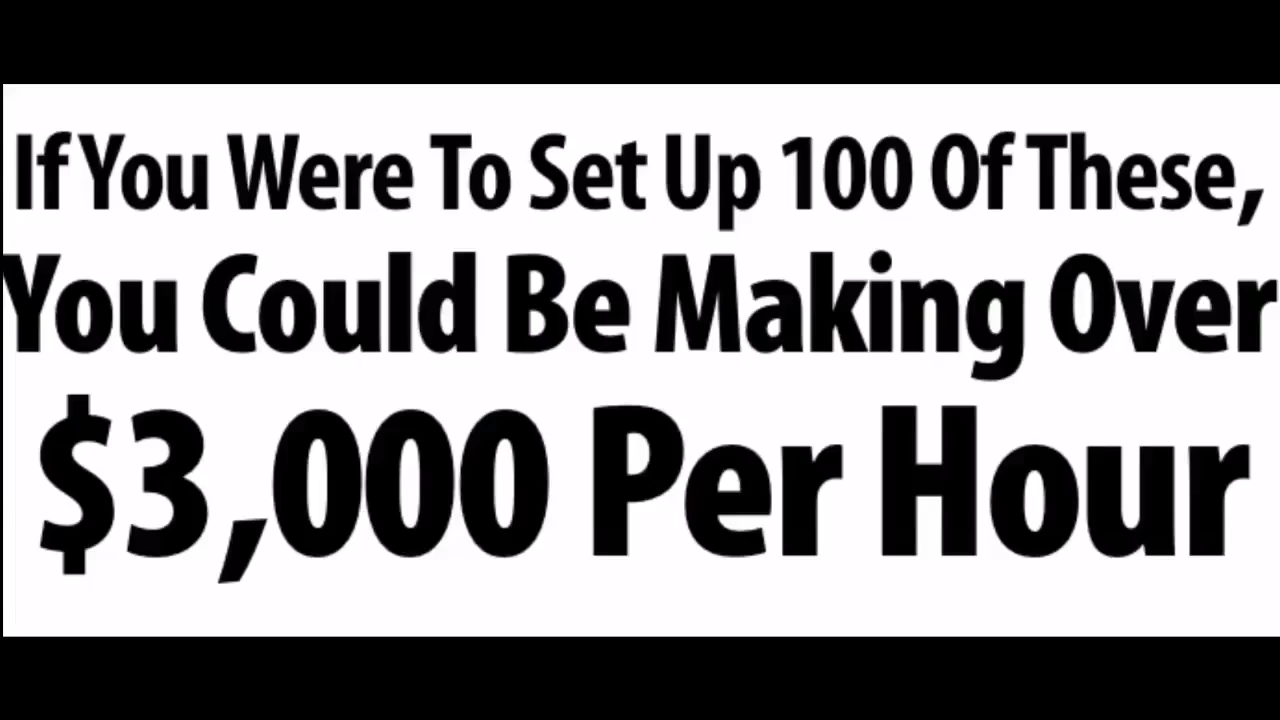 If You Were To Set Up 100 Of These,
You Could Be Making Over
$3,000 Per Hour